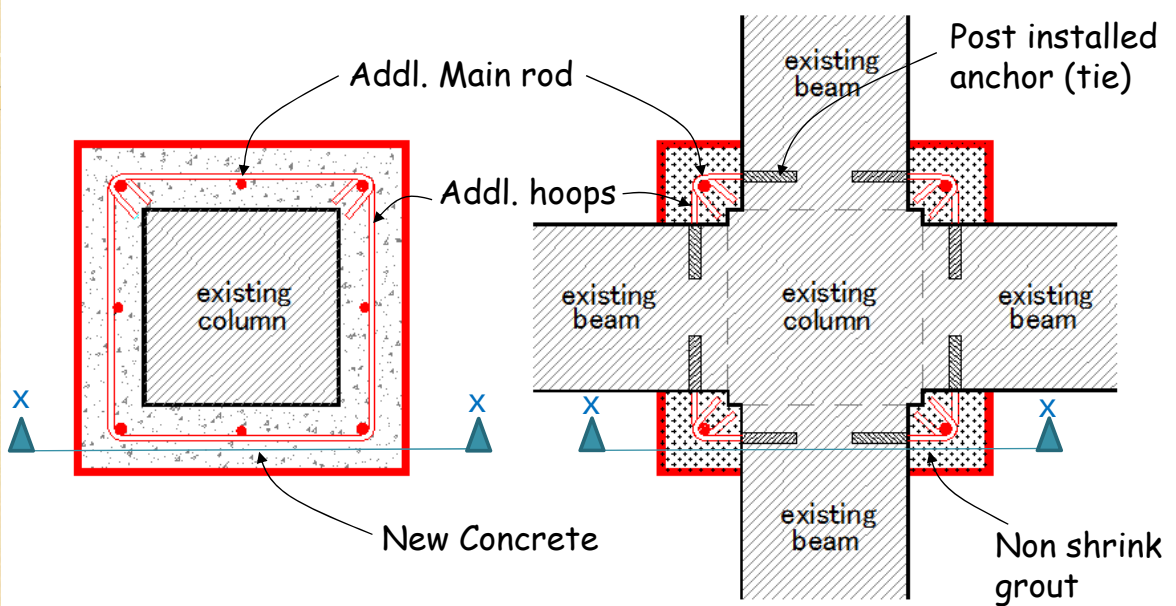 Addl. Main rod
Addl. hoops
existing
column
x
x
New Concrete
Post installed
anchor (tie)
existing
beam
existing
beam
existing
column
existing
beam
x
x
existing
beam
Non shrink
grout